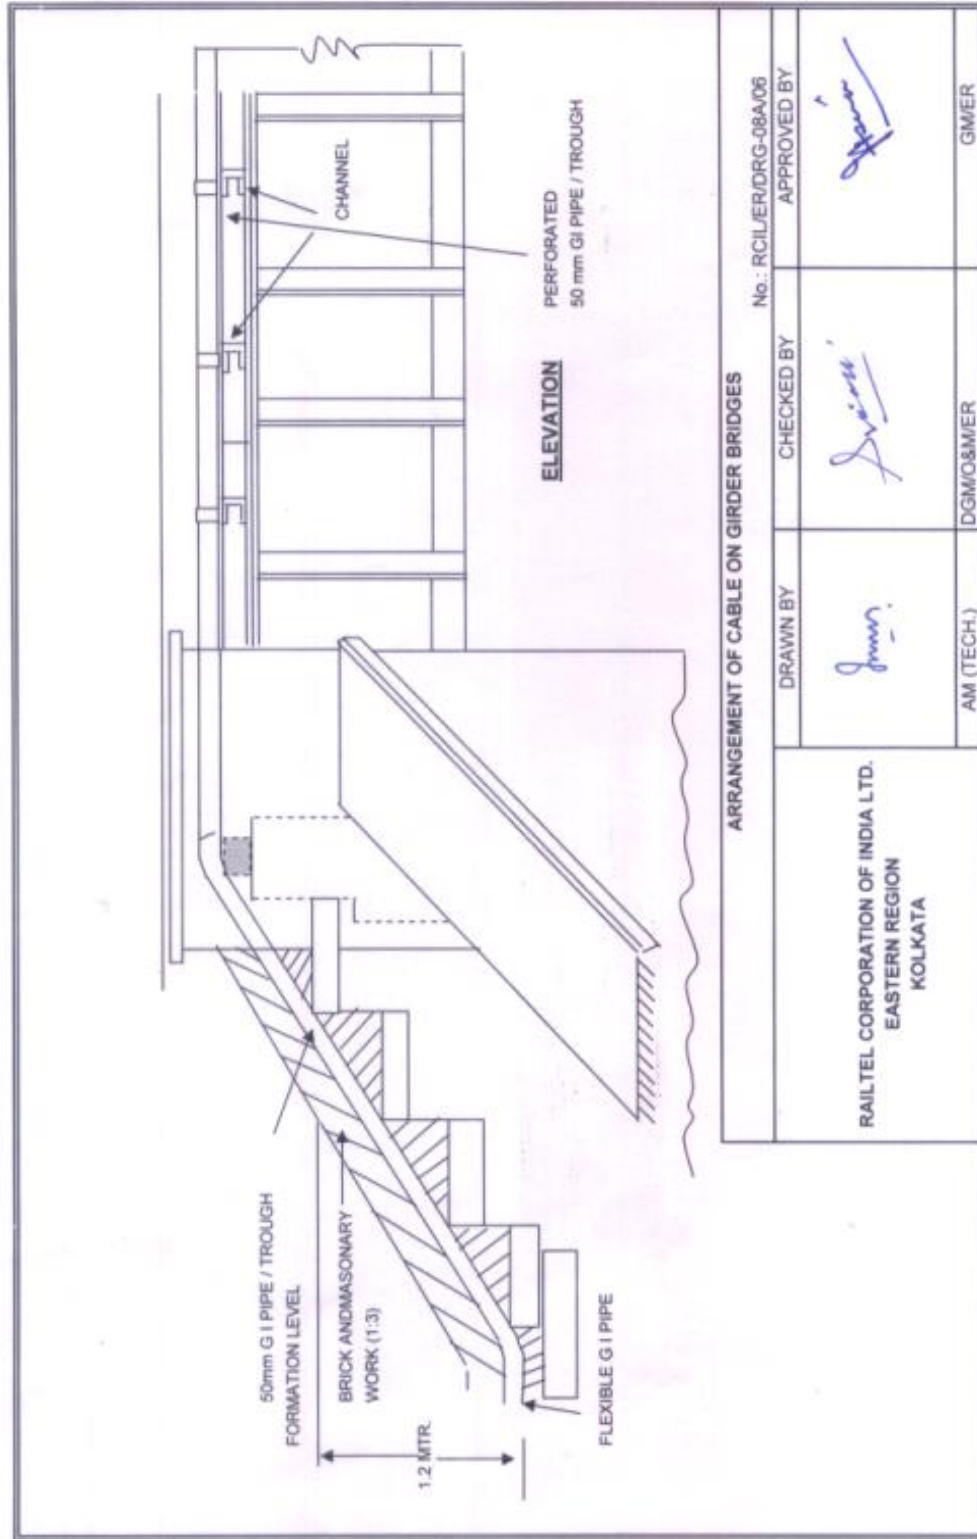 50mm G I PIPE / TROUGH
FORMATION LEVEL
BRICK ANDMASONARY
WORK (1:3)
1.2 MTR.
FLEXIBLE G I PIPE
CHANNEL
PERFORATED
50 mm GI PIPE / TROUGH
ELEVATION
ARRANGEMENT OF CABLE ON GIRDER BRIDGES
No.: RCIL/ER/DRG-08A/06
RAILTEL CORPORATION OF INDIA LTD.
EASTERN REGION
KOLKATA
DRAWN BY
CHECKED BY
APPROVED BY
AM (TECH.)
DGM/O&M/ER
GM/ER